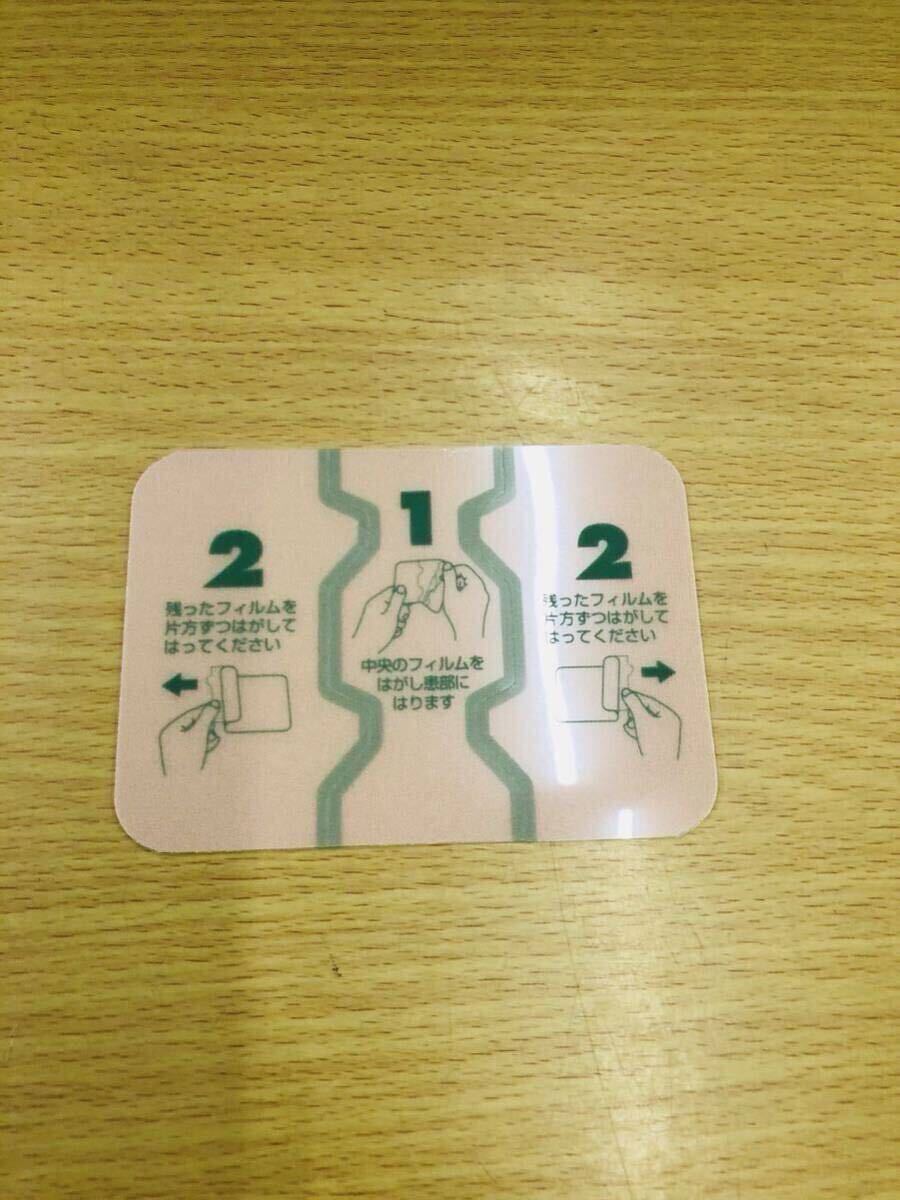 1
中央のフィルムを
はがし患部に
はります
2
残ったフィルムを
片方ずつはがして
はってください
2
残ったフィルムを
片方ずつはがして
はってください